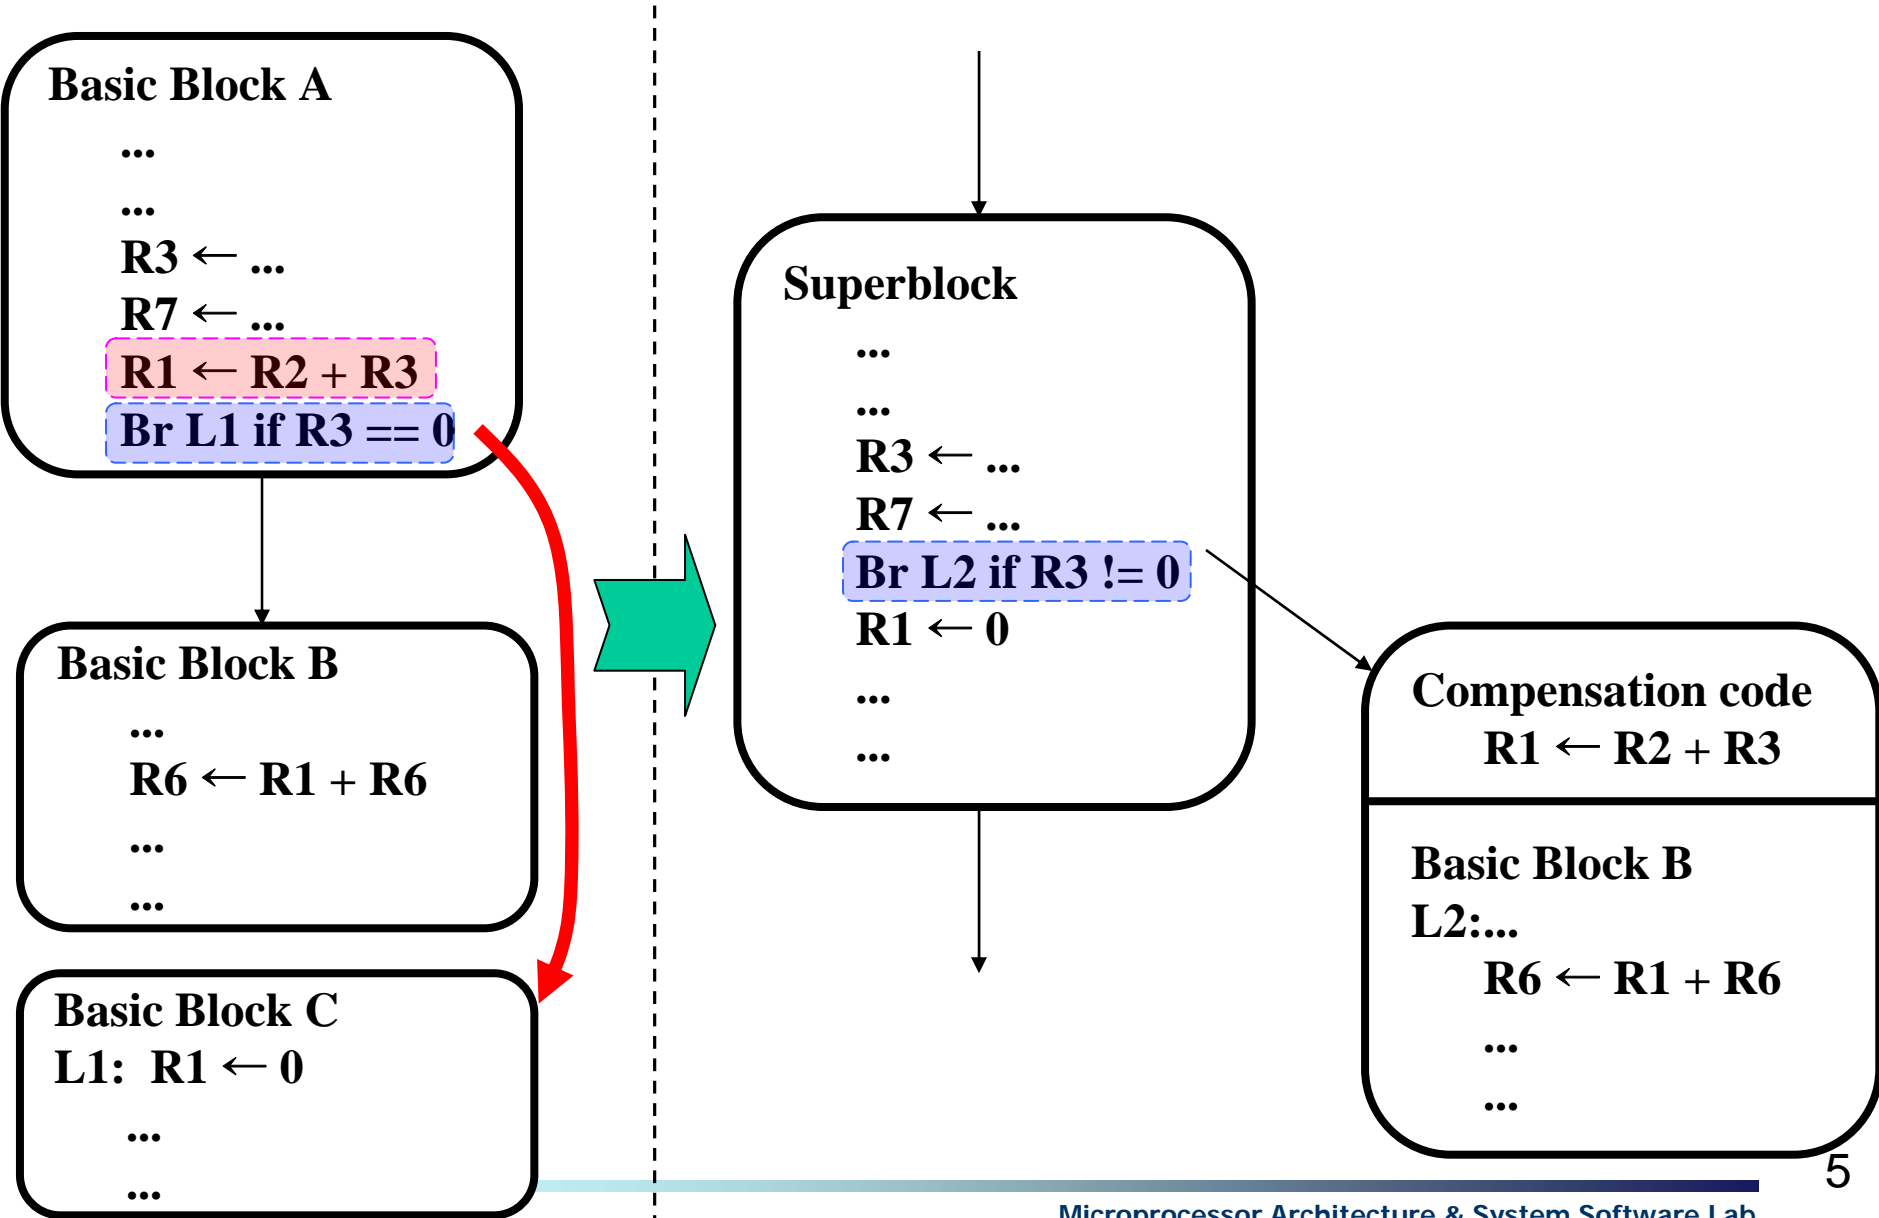 Basic Block A
...
...
R3 ← ...
R7 ← ...
R1 ← R2 + R3
Br L1 if R3 == 0
Basic Block B
...
R6 ← R1 + R6
...
...
Basic Block C
L1: R1 ← 0
...
...
Superblock
...
...
R3 ← ...
R7 ← ...
Br L2 if R3 != 0
R1 ← 0
...
...
Compensation code
R1 ← R2 + R3
Basic Block B
L2:...
R6 ← R1 + R6
...
...
5
Microprocessor Architecture & System Software Lab